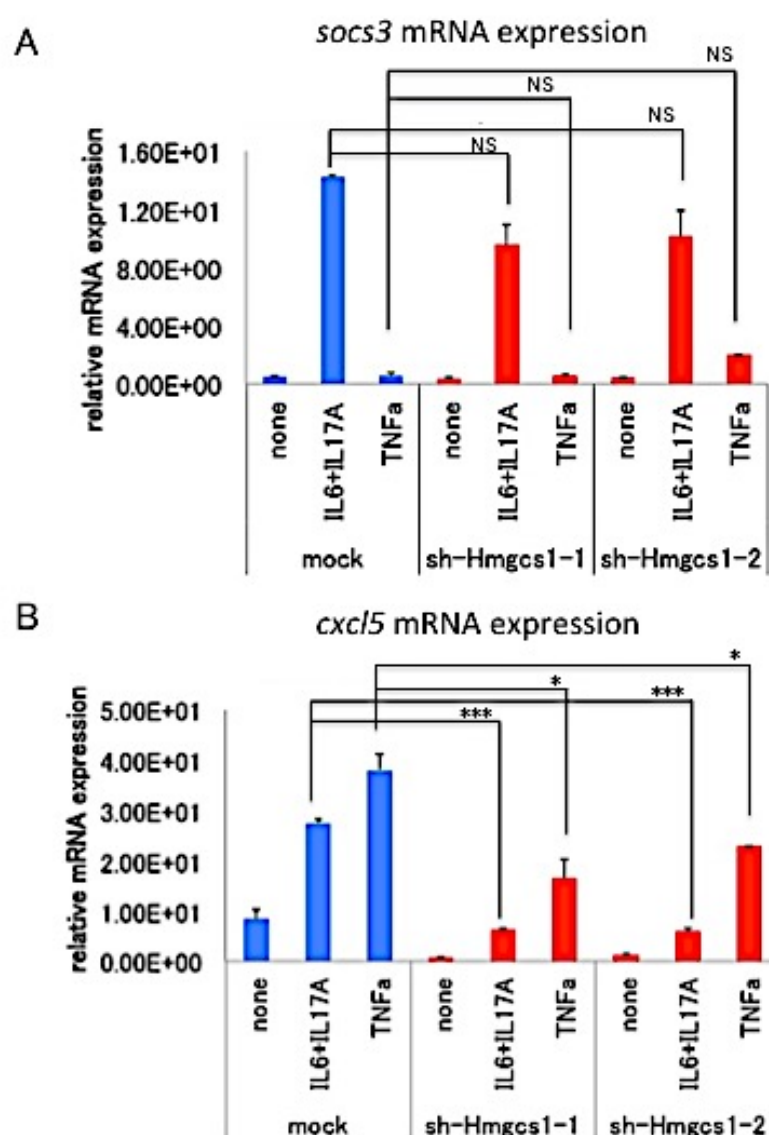 A
socs3 mRNA expression
NS
NS
NS
NS
relative mRNA expression
1.60E+01
1.20E+01
8.00E+00
4.00E+00
0.00E+00
none
IL6+IL17A
TNFa
none
IL6+IL17A
TNFa
none
IL6+IL17A
TNFa
mock
sh-Hmgcs1-1
sh-Hmgcs1-2
B
cxcl5 mRNA expression
*
*
***
***
relative mRNA expression
5.00E+01
4.00E+01
3.00E+01
2.00E+01
1.00E+01
0.00E+00
none
IL6+IL17A
TNFa
none
IL6+IL17A
TNFa
none
IL6+IL17A
TNFa
mock
sh-Hmgcs1-1
sh-Hmgcs1-2